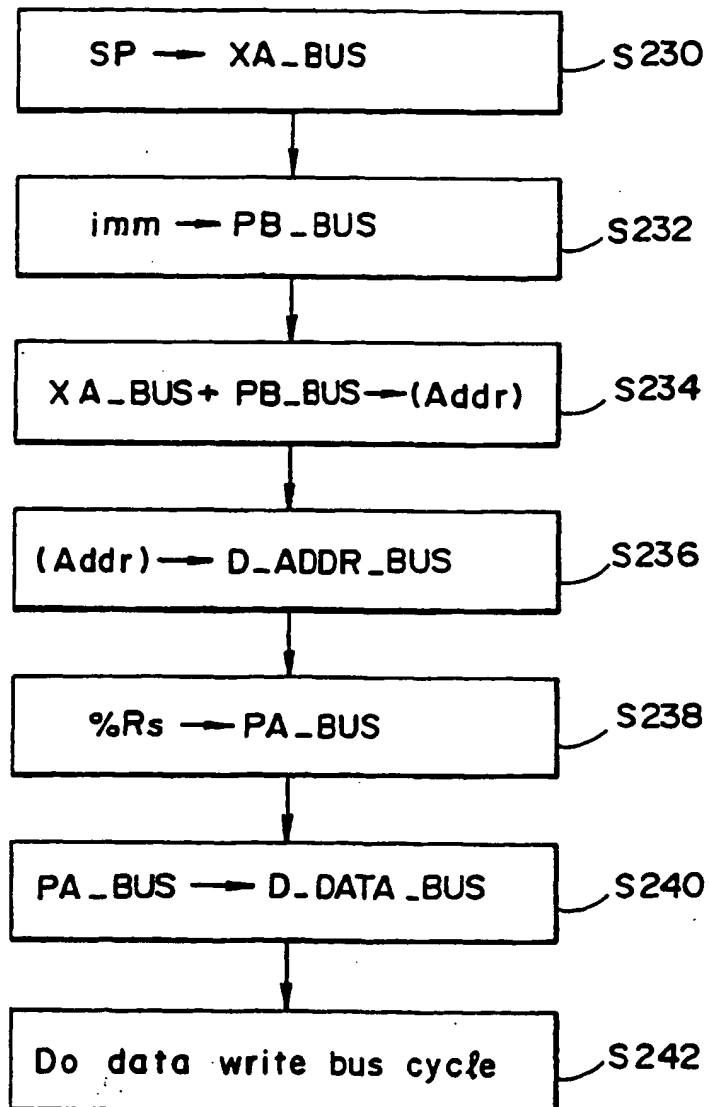 SP → XA_BUS S230
imm → PB_BUS S232
XA_BUS + PB_BUS → (Addr) S234
(Addr) → D_ADDR_BUS S236
%Rs → PA_BUS S238
PA_BUS → D_DATA_BUS S240
Do data write bus cycle S242